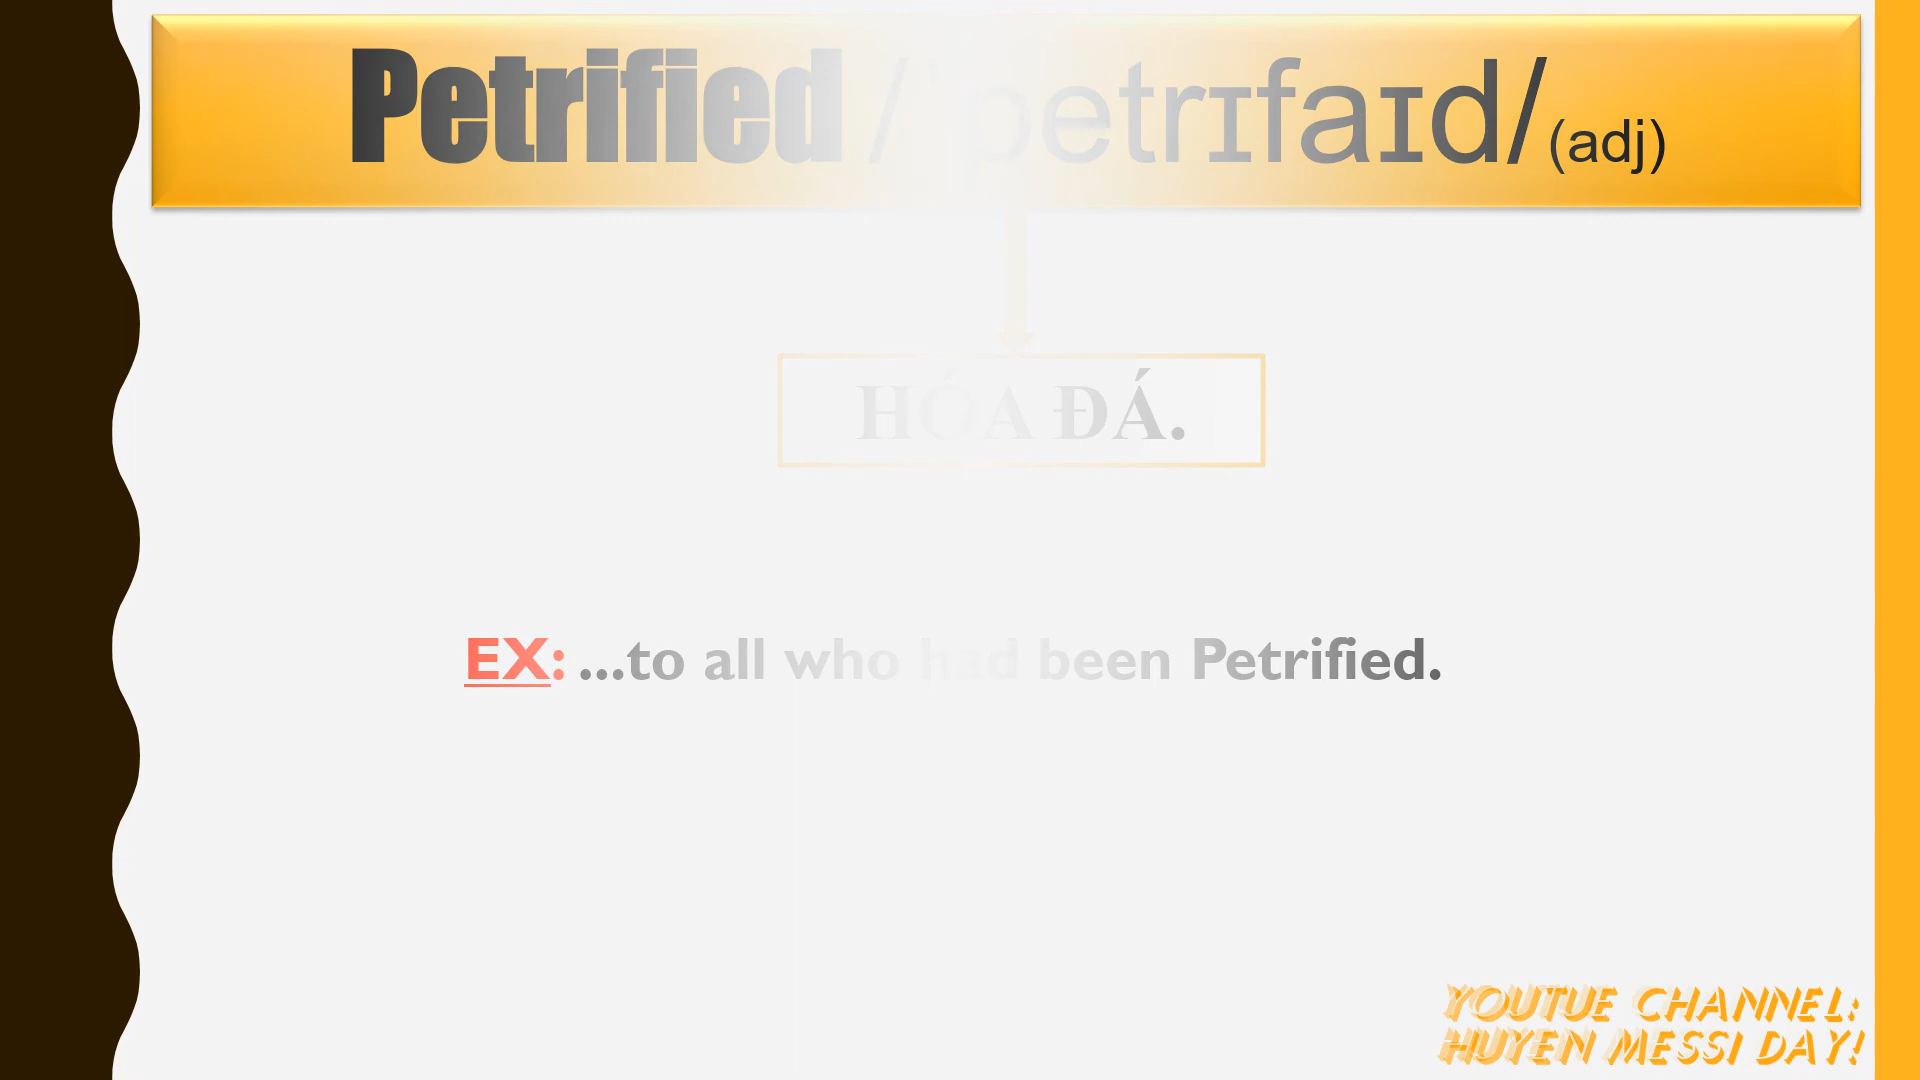 Petrified /ˈpetrɪfaɪd/(adj)
HÓA ĐÁ.
EX: ...to all who had been Petrified.
YOUTUE CHANNEL:
HUYEN MESSI DAY!